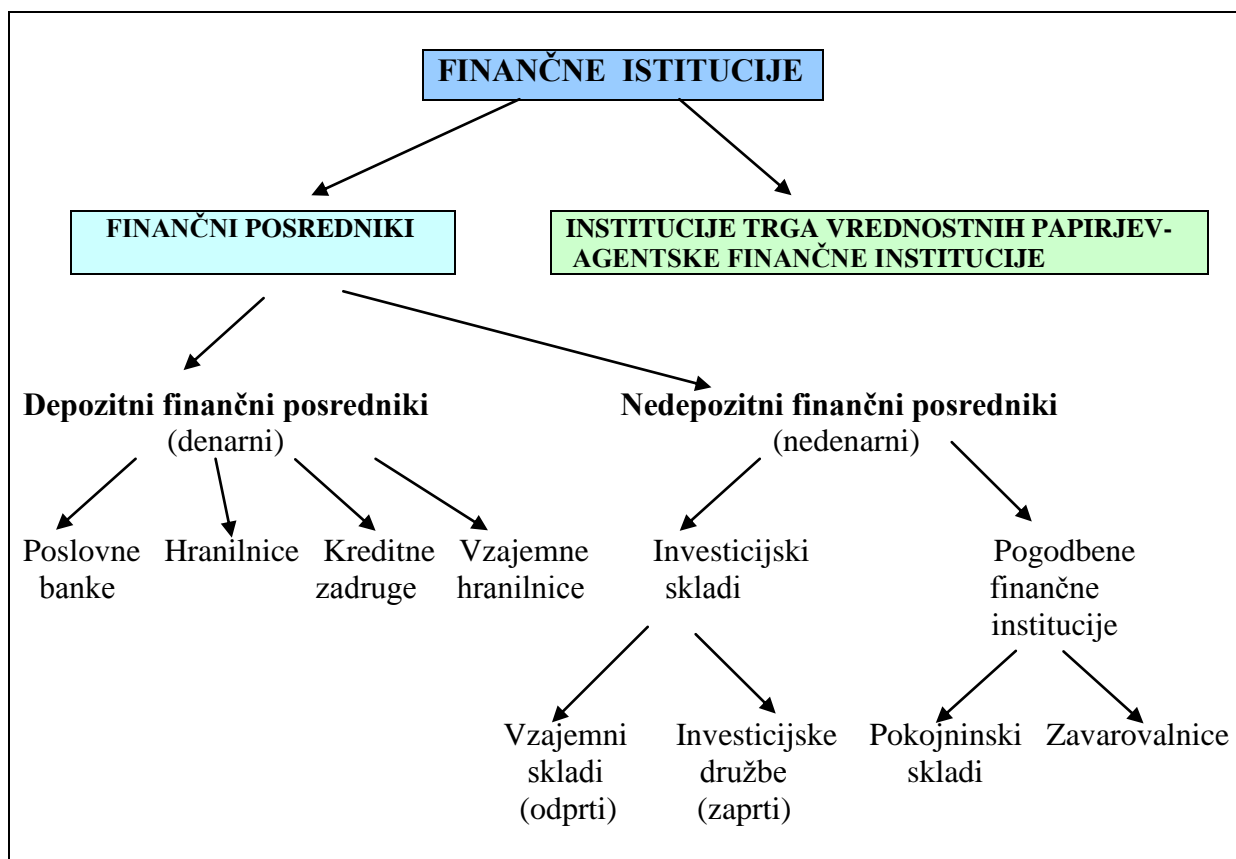 FINANČNE ISTITUCIJE
FINANČNI POSREDNIKI
INSTITUCIJE TRGA VREDNOSTNIH PAPIRJEV-
AGENTSKE FINANČNE INSTITUCIJE
Depozitni finančni posredniki
(denarni)
Nedepozitni finančni posredniki
(nedenarni)
Poslovne
banke
Hranilnice
Kreditne
zadruge
Vzajemne
hranilnice
Investicijski
skladi
Pogodbene
finančne
institucije
Vzajemni
skladi
(odprti)
Investicijske
družbe
(zaprti)
Pokojninski
skladi
Zavarovalnice